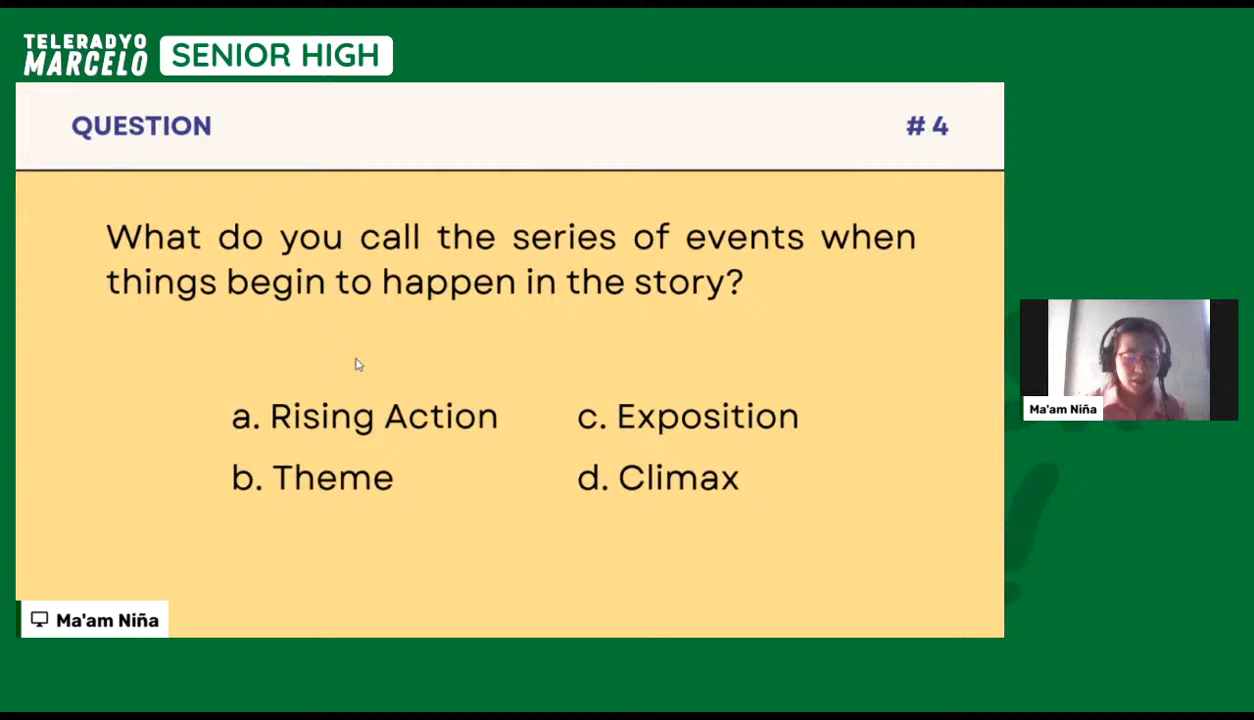 TELERADYO
MARCELO
SENIOR HIGH
QUESTION
# 4
What do you call the series of events when
things begin to happen in the story?
a. Rising Action
c. Exposition
b. Theme
d. Climax
Ma'am Niña
Ma'am Niña